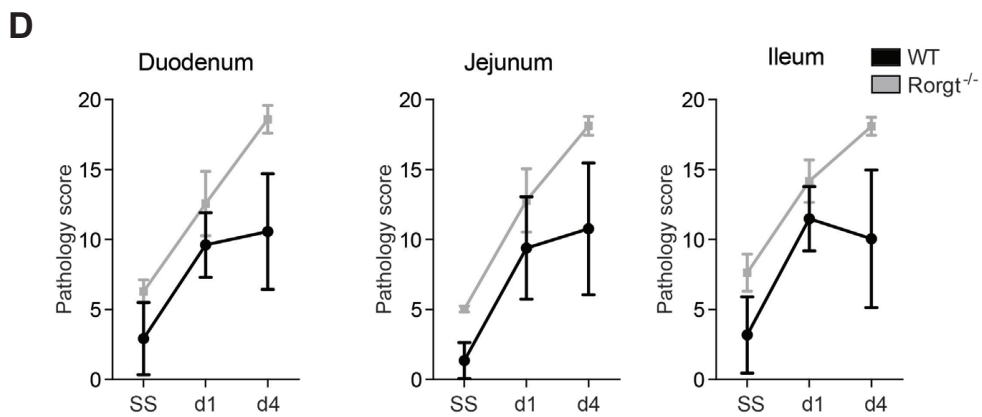 D
Duodenum
Pathology score
20
15
10
5
0
SS d1 d4
Jejunum
Pathology score
20
15
10
5
0
SS d1 d4
Ileum
Pathology score
20
15
10
5
0
SS d1 d4
WT
Rorgt⁻/⁻